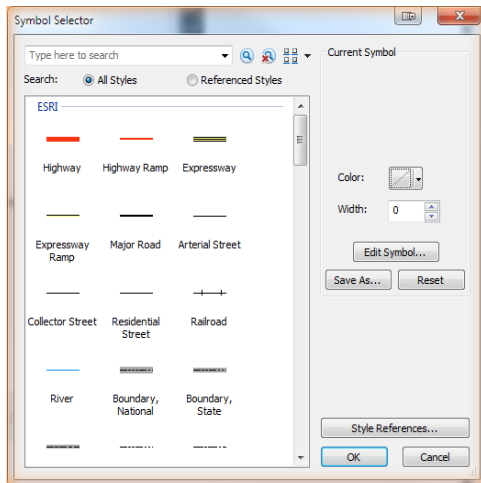 Symbol Selector
Type here to search
Search: All Styles Referenced Styles
ESRI
Highway Highway Ramp Expressway
Expressway Ramp Major Road Arterial Street
Collector Street Residential Street Railroad
River Boundary, National Boundary, State
Current Symbol
Color:
Width: 0
Edit Symbol...
Save As... Reset
Style References...
OK Cancel